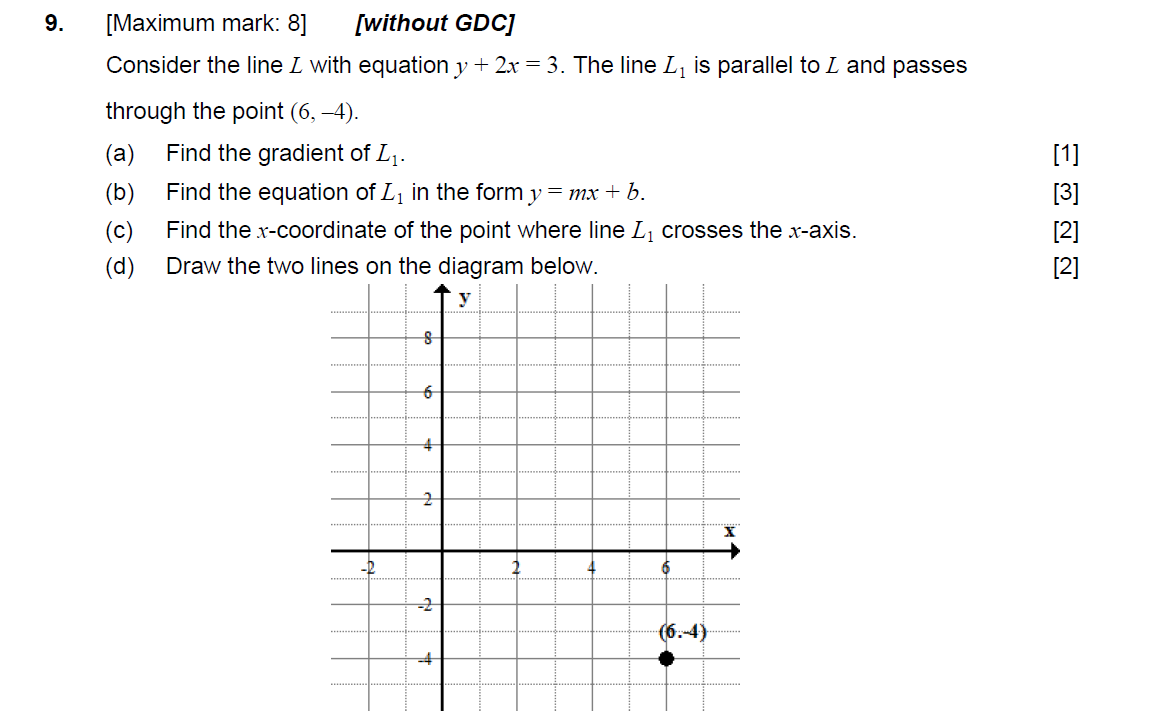 9. [Maximum mark: 8] [without GDC]
Consider the line L with equation y + 2x = 3. The line L₁ is parallel to L and passes
through the point (6, –4).
(a) Find the gradient of L₁. [1]
(b) Find the equation of L₁ in the form y = mx + b. [3]
(c) Find the x-coordinate of the point where line L₁ crosses the x-axis. [2]
(d) Draw the two lines on the diagram below. [2]
y
8
6
4
2
x
-2 2 4 6
-2
(6.-4)
-4